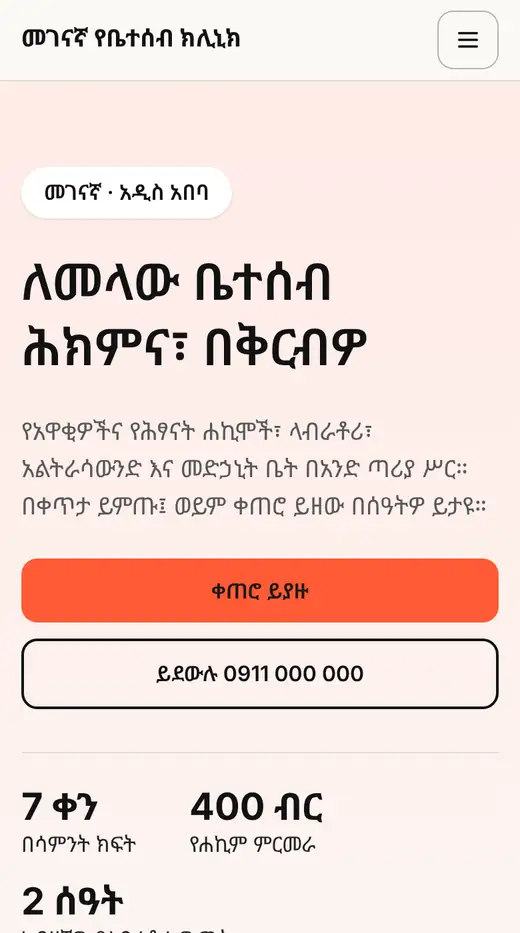 መገናኛ የቤተሰብ ክሊኒክ
መገናኛ · አዲስ አበባ
ለመላው ቤተሰብ
ሕክምና፣ በቅርብዎ
የአዋቂዎችና የሕፃናት ሐኪሞች፣ ላብራቶሪ፣
አልትራሳውንድ እና መድኃኒት ቤት በአንድ ጣሪያ ሥር።
በቀጥታ ይምጡ፤ ወይም ቀጠሮ ይዘው በሰዓትዎ ይታዩ።
ቀጠሮ ይያዙ
ይደውሉ 0911 000 000
7 ቀን
በሳምንት ክፍት
400 ብር
የሐኪም ምርመራ
2 ሰዓት